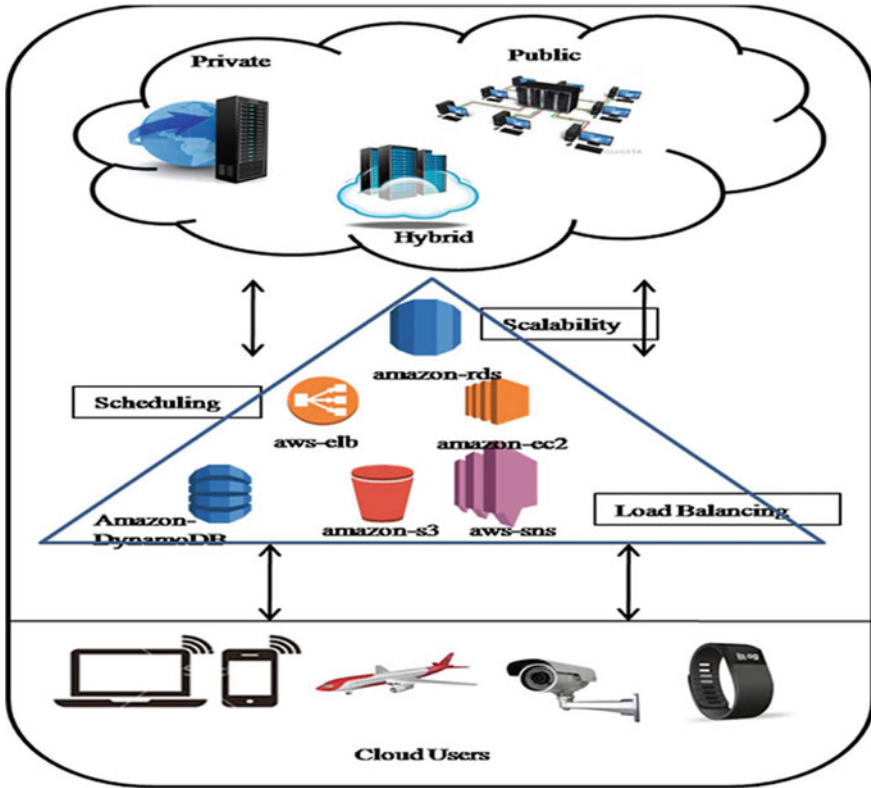 Private
Public
Hybrid
Scalability
amazon-rds
Scheduling
aws-elb
amazon-ec2
Amazon-
DynamoDB
amazon-s3
aws-sns
Load Balancing
Cloud Users